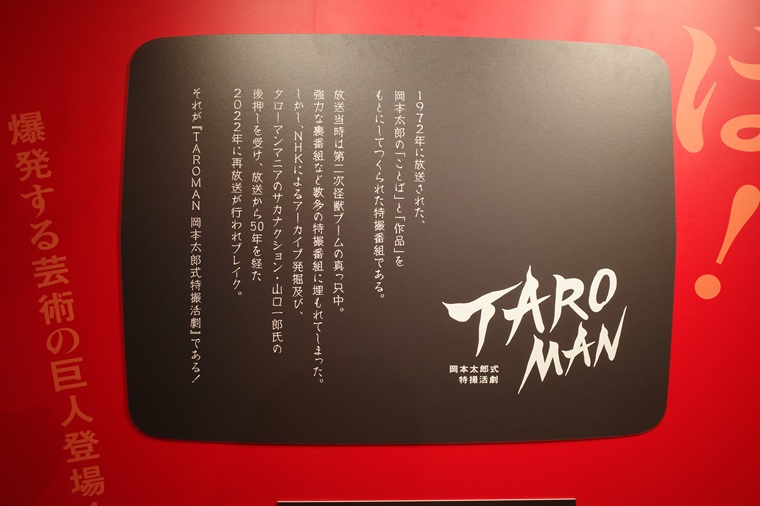 は!
1972年に放送された、
岡本太郎の「ことば」と「作品」を
もとにしてつくられた特撮番組である。
放送当時は第二次怪獣ブームの真っ只中。
強力な裏番組など数多の特撮番組に埋もれてしまった。
しかし、NHKによるアーカイブ発掘及び、
タローマンマニアのサカナクション・山口一郎氏の
後押しを受け、放送から50年を経た
2022年に再放送が行われブレイク。
それが『TAROMAN 岡本太郎式特撮活劇』である!
TARO
MAN
岡本太郎式
特撮活劇
爆発する芸術の巨人登場!